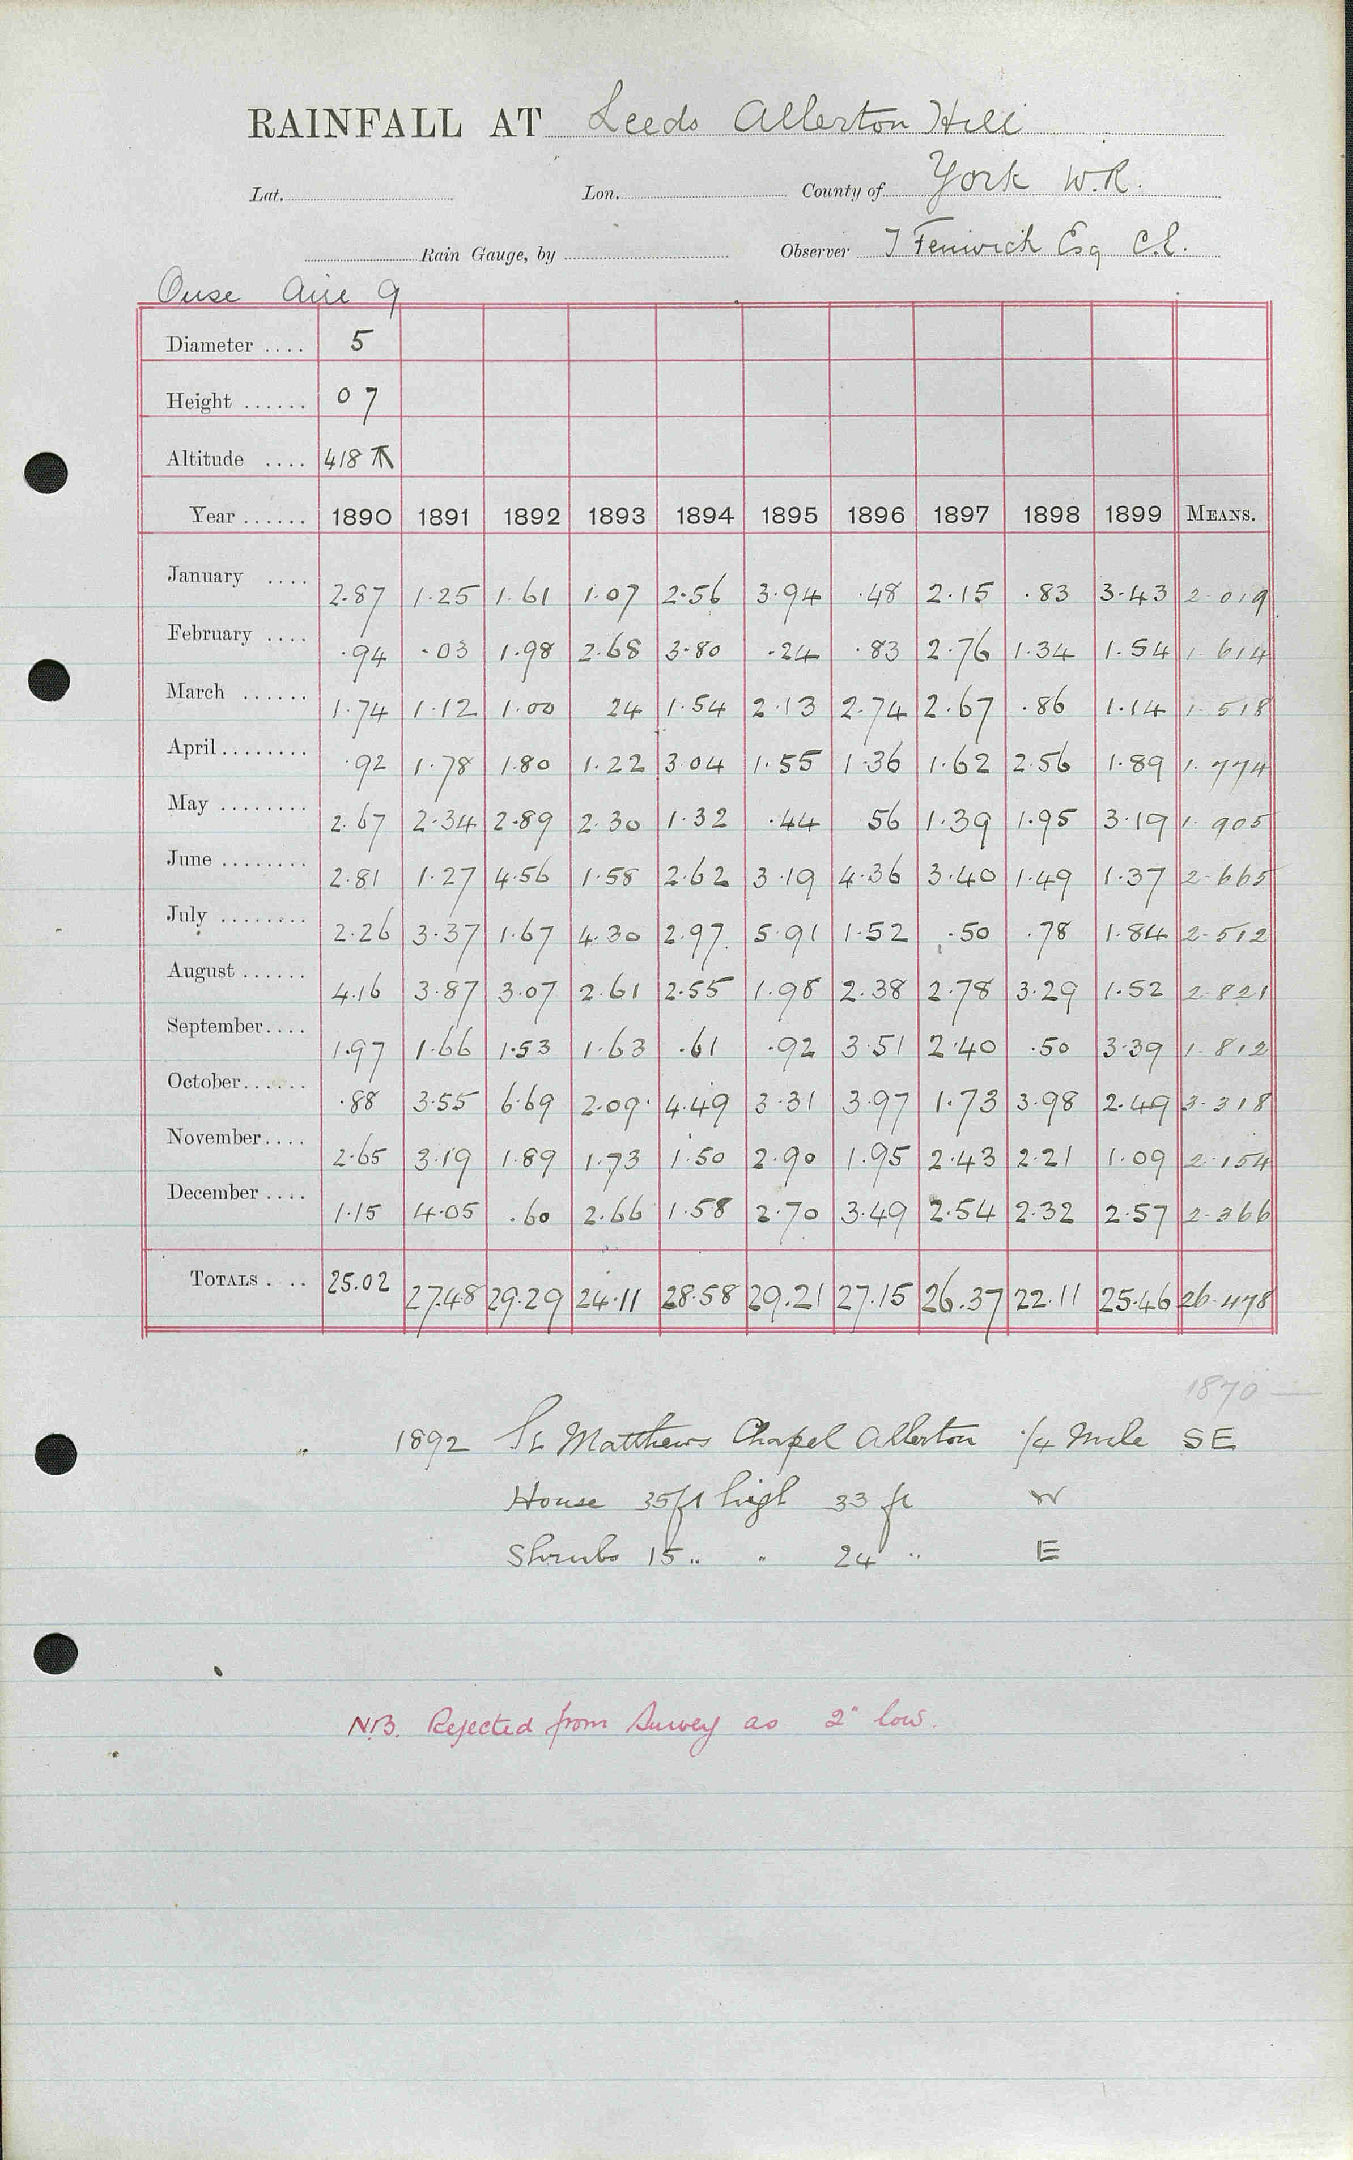 RAINFALL AT Leeds Allerton Hill
Lat. Lon. County of York W.R.
Rain Gauge, by Observer T Fenwick Esq C.E.
Ouse Aire 9
Diameter .... 5
Height ...... 0 7
Altitude .... 418
Year ...... 1890 1891 1892 1893 1894 1895 1896 1897 1898 1899 MEANS.
January .... 2.87 1.25 1.61 1.07 2.56 3.94 .48 2.15 .83 3.43 2.019
February .... .94 .03 1.98 2.68 3.80 .24 .83 2.76 1.34 1.54 1.614
March ...... 1.74 1.12 1.00 24 1.54 2.13 2.74 2.67 .86 1.14 1.518
April ........ .92 1.78 1.80 1.22 3.04 1.55 1.36 1.62 2.56 1.89 1.774
May ........ 2.67 2.34 2.89 2.30 1.32 .44 56 1.39 1.95 3.19 1.905
June ........ 2.81 1.27 4.56 1.58 2.62 3.19 4.36 3.40 1.49 1.37 2.665
July ........ 2.26 3.37 1.67 4.30 2.97 5.91 1.52 .50 .78 1.84 2.512
August ...... 4.16 3.87 3.07 2.61 2.55 1.98 2.38 2.78 3.29 1.52 2.821
September .... 1.97 1.66 1.53 1.63 .61 .92 3.51 2.40 .50 3.39 1.812
October ...... .88 3.55 6.69 2.09 4.49 3.31 3.97 1.73 3.98 2.49 3.318
November .... 2.65 3.19 1.89 1.73 1.50 2.90 1.95 2.43 2.21 1.09 2.154
December .... 1.15 4.05 .60 2.66 1.58 2.70 3.49 2.54 2.32 2.57 2.366
TOTALS . .. 25.02 27.48 29.29 24.11 28.58 29.21 27.15 26.37 22.11 25.46 26.478
1870 —
1892 St Matthews Chapel Allerton 1/4 Mile SE
House 35 ft high 33 ft W
Shrubs 15 " " 24 " E
N.B. Rejected from Survey as 2" low.